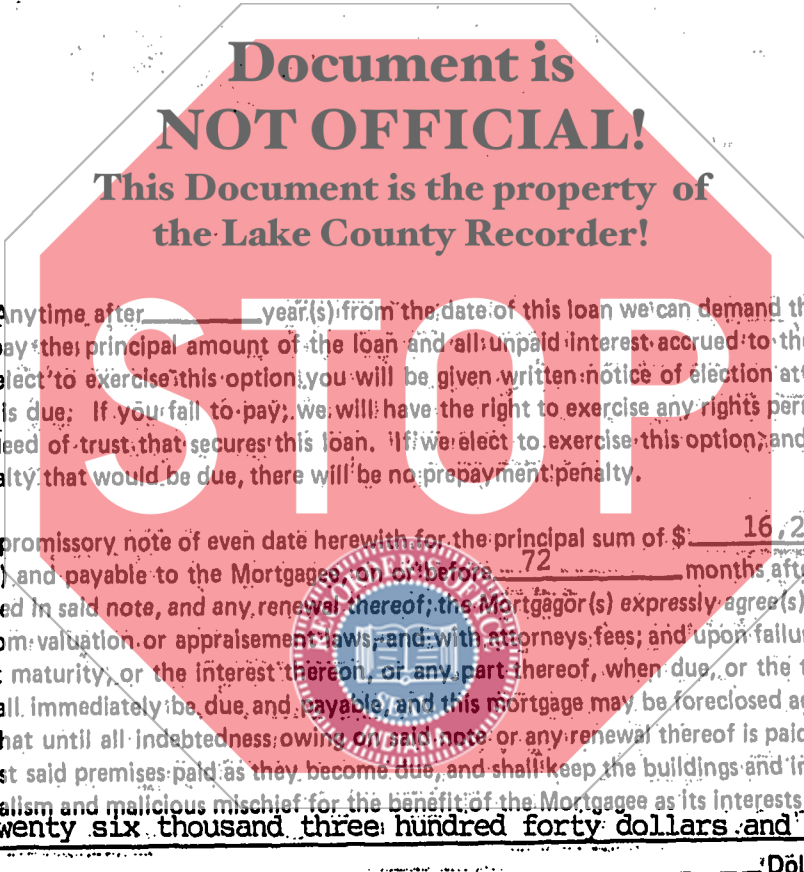 Document is
NOT OFFICIAL!
This Document is the property of
the Lake County Recorder!
STOP
Anytime after____year(s) from the date of this loan we can demand th
ay the principal amount of the loan and all unpaid interest accrued to the
elect to exercise this option you will be given written notice of election at
is due. If you fail to pay, we will have the right to exercise any rights per
eed of trust that secures this loan. If we elect to exercise this option, and
alty that would be due, there will be no prepayment penalty.
promissory note of even date herewith for the principal sum of $ 16,2
) and payable to the Mortgagee, on or before 72 months afte
ed in said note, and any renewal thereof; the Mortgagor(s) expressly agree(s)
om valuation or appraisement laws, and with attorneys fees; and upon failur
t maturity, or the interest thereon, or any part thereof, when due, or the t
all immediately be due and payable, and this mortgage may be foreclosed a
hat until all indebtedness owing on said note or any renewal thereof is paid
st said premises paid as they become due, and shall keep the buildings and i
alism and malicious mischief for the benefit of the Mortgagee as its interests
wenty six thousand three hundred forty dollars and
Dol
RECORDER'S OFFICE